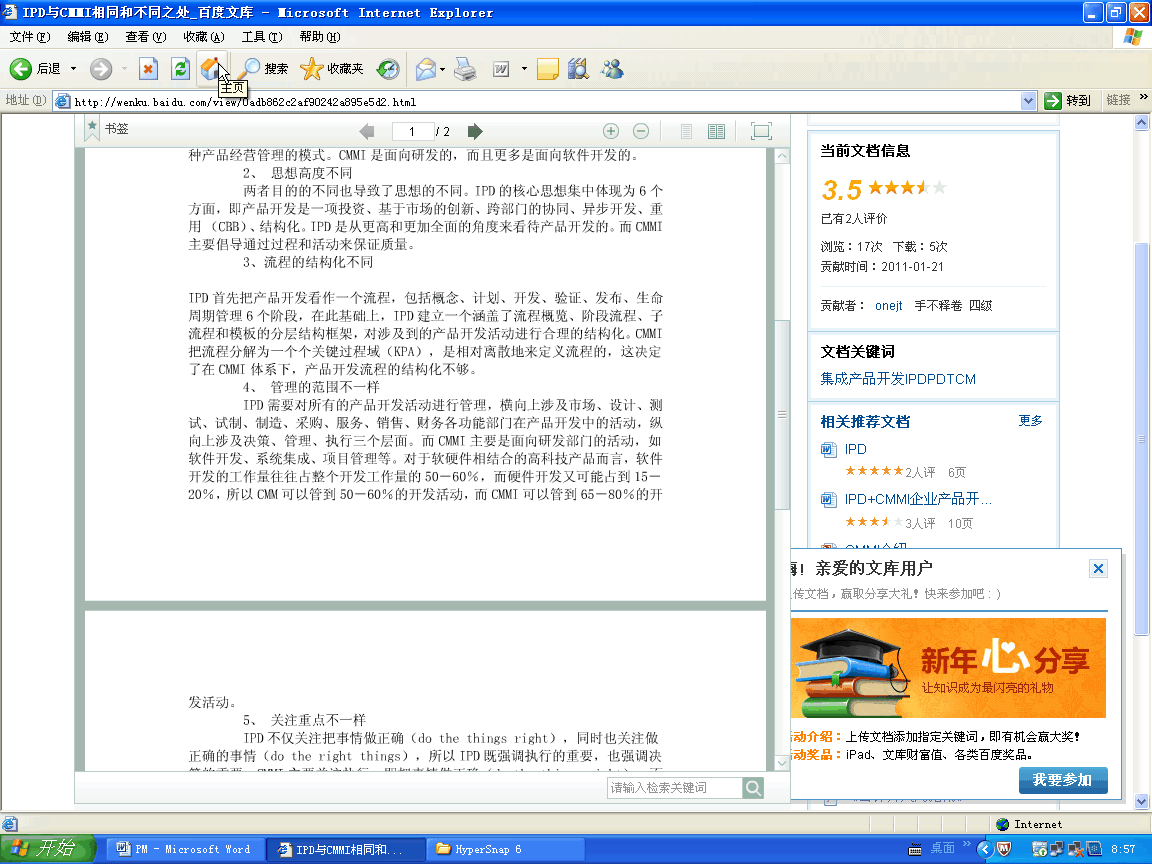 IPD与CMMI相同和不同之处_百度文库 - Microsoft Internet Explorer
文件(F) 编辑(E) 查看(V) 收藏(A) 工具(T) 帮助(H)
后退 搜索 收藏夹
主页
地址(D) http://wenku.baidu.com/view/0adb862c2af90242a895e5d2.html 转到 链接 »
书签 1 / 2
种产品经营管理的模式。CMMI 是面向研发的，而且更多是面向软件开发的。
2、 思想高度不同
两者目的的不同也导致了思想的不同。IPD 的核心思想集中体现为 6 个
方面，即产品开发是一项投资、基于市场的创新、跨部门的协同、异步开发、重
用 （CBB）、结构化。IPD 是从更高和更加全面的角度来看待产品开发的。而 CMMI
主要倡导通过过程和活动来保证质量。
3、流程的结构化不同
IPD 首先把产品开发看作一个流程，包括概念、计划、开发、验证、发布、生命
周期管理 6 个阶段，在此基础上，IPD 建立一个涵盖了流程概览、阶段流程、子
流程和模板的分层结构框架，对涉及到的产品开发活动进行合理的结构化。CMMI
把流程分解为一个个关键过程域（KPA），是相对离散地来定义流程的，这决定
了在 CMMI 体系下，产品开发流程的结构化不够。
4、 管理的范围不一样
IPD 需要对所有的产品开发活动进行管理，横向上涉及市场、设计、测
试、试制、制造、采购、服务、销售、财务各功能部门在产品开发中的活动，纵
向上涉及决策、管理、执行三个层面。而 CMMI 主要是面向研发部门的活动，如
软件开发、系统集成、项目管理等。对于软硬件相结合的高科技产品而言，软件
开发的工作量往往占整个开发工作量的 50－60％，而硬件开发又可能占到 15－
20％，所以 CMM 可以管到 50－60％的开发活动，而 CMMI 可以管到 65－80％的开
发活动。
5、 关注重点不一样
IPD 不仅关注把事情做正确（do the things right），同时也关注做
正确的事情（do the right things），所以 IPD 既强调执行的重要，也强调决
请输入检索关键词
当前文档信息
3.5
已有2人评价
浏览：17次 下载：5次
贡献时间：2011-01-21
贡献者： onejt 手不释卷 四级
文档关键词
集成产品开发IPDPDTCM
相关推荐文档 更多
IPD
2人评 6页
IPD+CMMI企业产品开...
3人评 10页
CMMI介绍
嗨！亲爱的文库用户
传文档，赢取分享大礼！快来参加吧：)
新年心分享
让知识成为最闪亮的礼物
动介绍：上传文档添加指定关键词，即有机会赢大奖！
动奖品：iPad、文库财富值、各类百度奖品。
我要参加
Internet
开始 PM - Microsoft Word IPD与CMMI相同和... HyperSnap 6 桌面 » 8:57